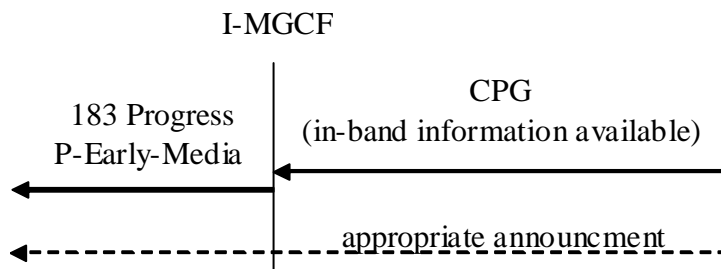 I-MGCF
183 Progress
P-Early-Media
CPG
(in-band information available)
appropriate announcment